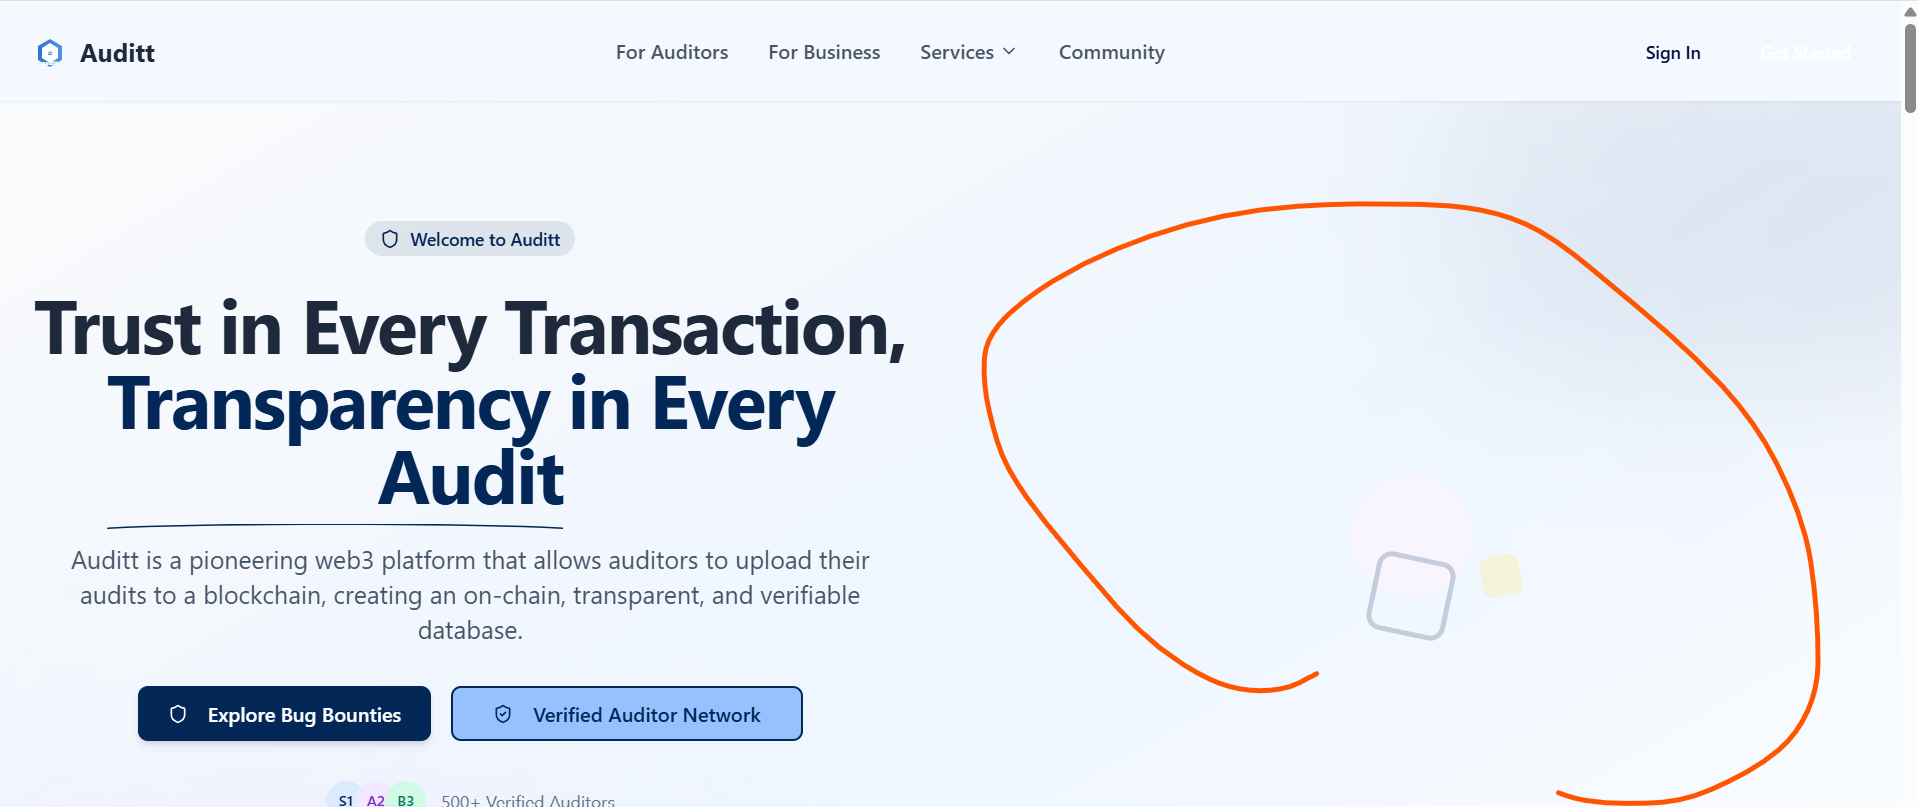 Auditt
For Auditors
For Business
Services
Community
Sign In
Get Started
Welcome to Auditt
Trust in Every Transaction,
Transparency in Every
Audit
Auditt is a pioneering web3 platform that allows auditors to upload their
audits to a blockchain, creating an on-chain, transparent, and verifiable
database.
Explore Bug Bounties
Verified Auditor Network
S1 A2 B3
500+ Verified Auditors